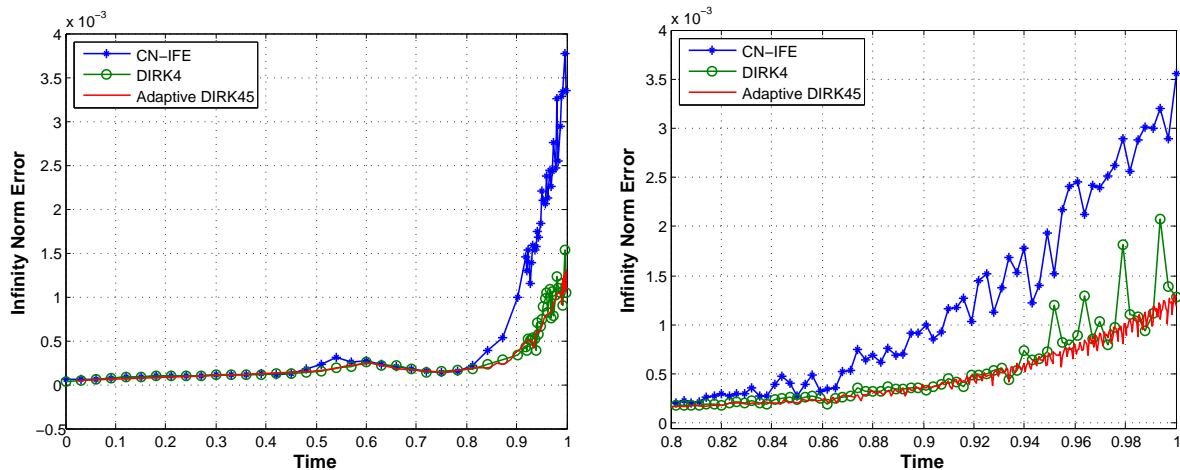 x 10⁻³
4
3.5
3
2.5
2
1.5
1
0.5
0
−0.5
Infinity Norm Error
CN−IFE
DIRK4
Adaptive DIRK45
0 0.1 0.2 0.3 0.4 0.5 0.6 0.7 0.8 0.9 1
Time
x 10⁻³
4
3.5
3
2.5
2
1.5
1
0.5
0
Infinity Norm Error
CN−IFE
DIRK4
Adaptive DIRK45
0.8 0.82 0.84 0.86 0.88 0.9 0.92 0.94 0.96 0.98 1
Time